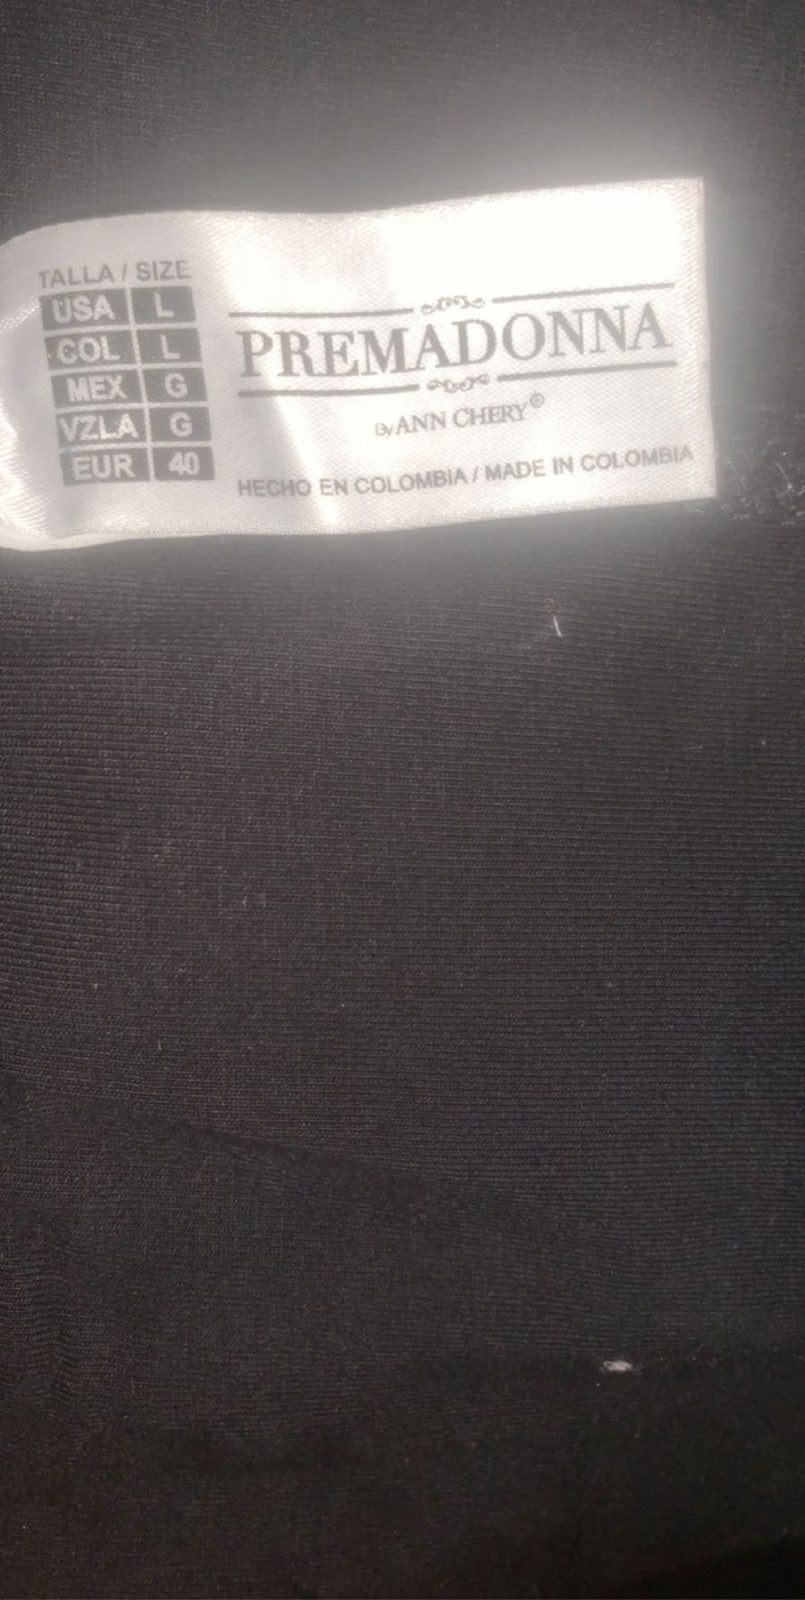 TALLA / SIZE
USA L
COL L
MEX G
VZLA G
EUR 40
PREMADONNA
By ANN CHERY©
HECHO EN COLOMBIA / MADE IN COLOMBIA